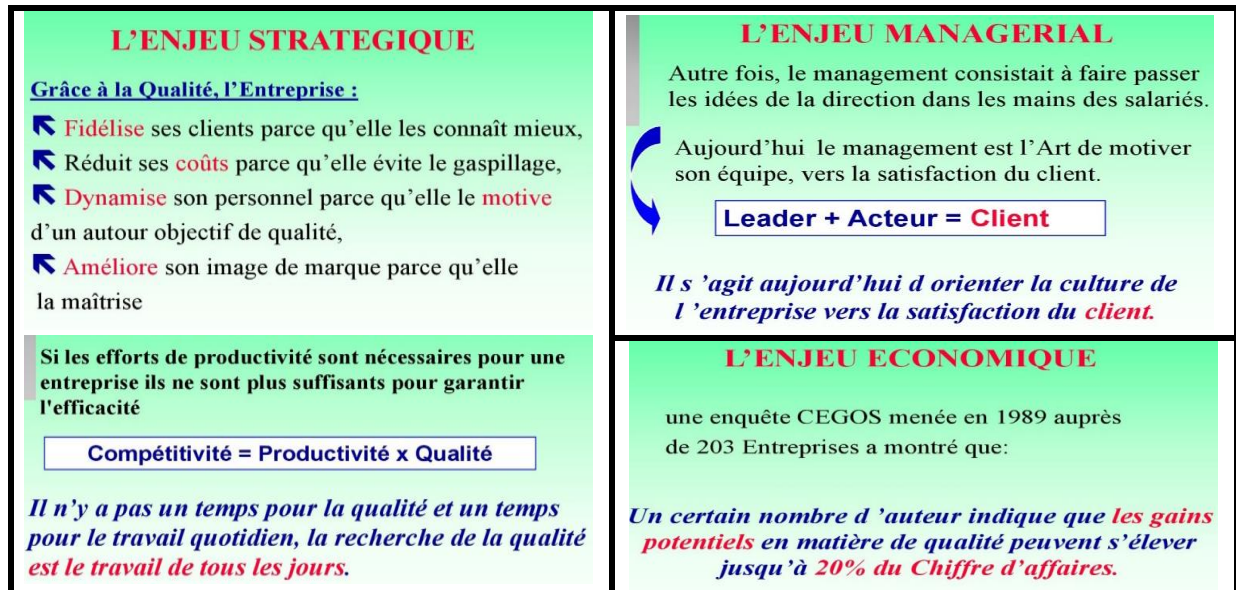 L'ENJEU STRATEGIQUE
Grâce à la Qualité, l'Entreprise :
Fidélise ses clients parce qu'elle les connaît mieux,
Réduit ses coûts parce qu'elle évite le gaspillage,
Dynamise son personnel parce qu'elle le motive
d'un autour objectif de qualité,
Améliore son image de marque parce qu'elle
la maîtrise
Si les efforts de productivité sont nécessaires pour une
entreprise ils ne sont plus suffisants pour garantir
l'efficacité
Compétitivité = Productivité x Qualité
Il n'y a pas un temps pour la qualité et un temps
pour le travail quotidien, la recherche de la qualité
est le travail de tous les jours.
L'ENJEU MANAGERIAL
Autre fois, le management consistait à faire passer
les idées de la direction dans les mains des salariés.
Aujourd'hui le management est l'Art de motiver
son équipe, vers la satisfaction du client.
Leader + Acteur = Client
Il s 'agit aujourd'hui d orienter la culture de
l 'entreprise vers la satisfaction du client.
L'ENJEU ECONOMIQUE
une enquête CEGOS menée en 1989 auprès
de 203 Entreprises a montré que:
Un certain nombre d 'auteur indique que les gains
potentiels en matière de qualité peuvent s'élever
jusqu'à 20% du Chiffre d'affaires.